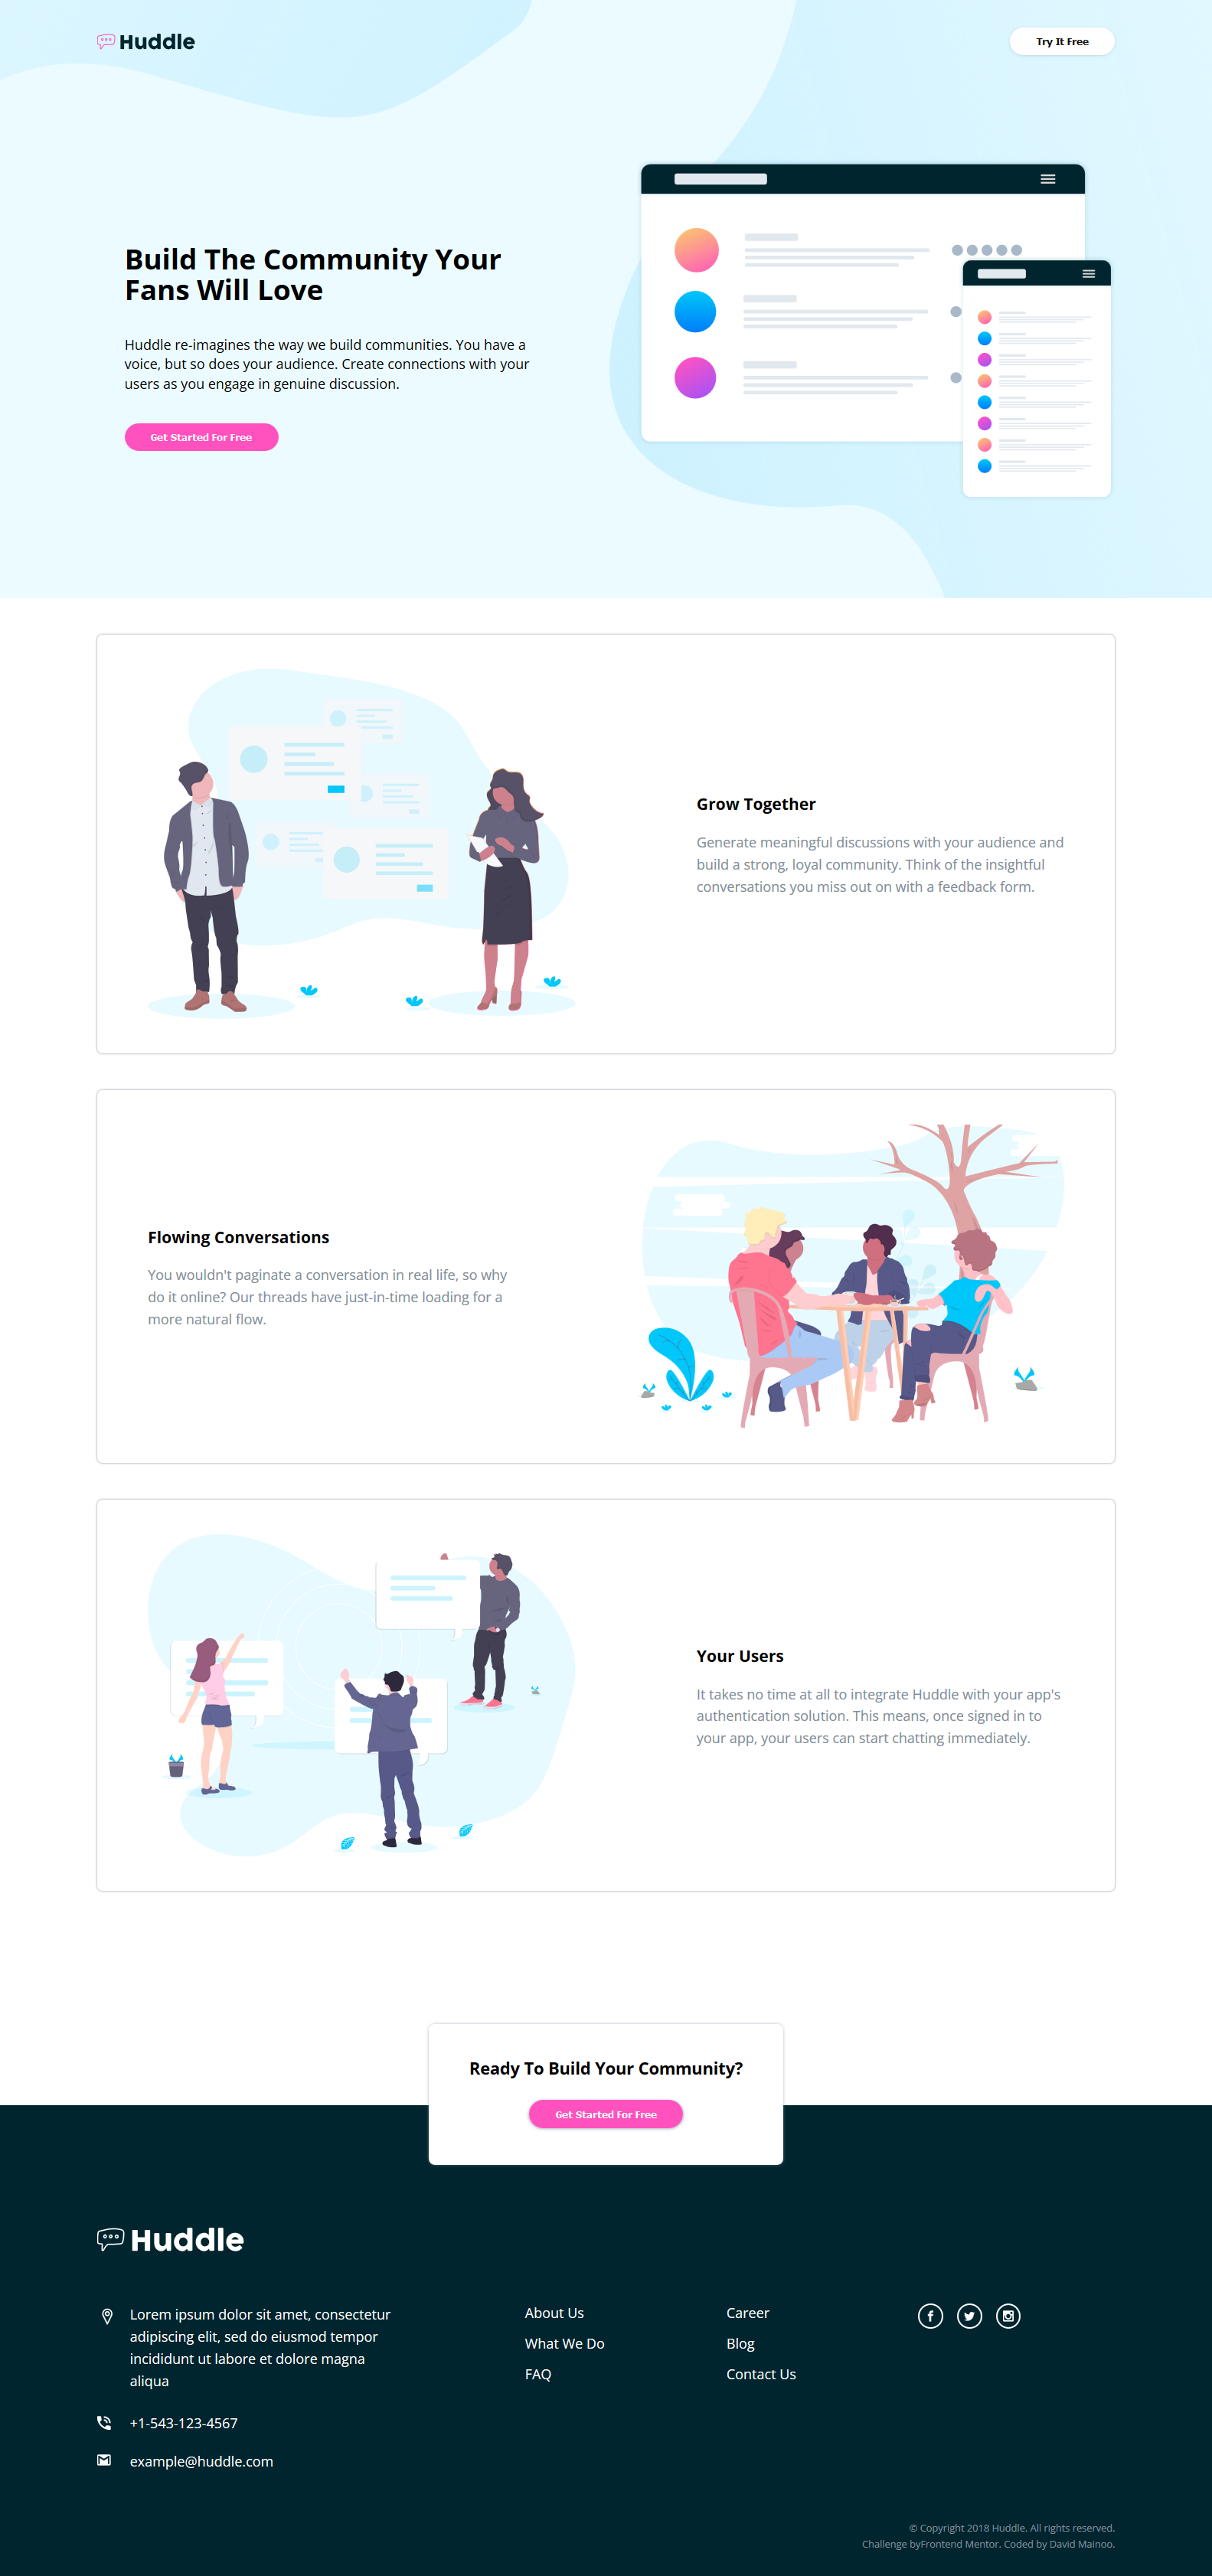 Huddle
Try It Free
Build The Community Your
Fans Will Love
Huddle re-imagines the way we build communities. You have a
voice, but so does your audience. Create connections with your
users as you engage in genuine discussion.
Get Started For Free
Grow Together
Generate meaningful discussions with your audience and
build a strong, loyal community. Think of the insightful
conversations you miss out on with a feedback form.
Flowing Conversations
You wouldn't paginate a conversation in real life, so why
do it online? Our threads have just-in-time loading for a
more natural flow.
Your Users
It takes no time at all to integrate Huddle with your app's
authentication solution. This means, once signed in to
your app, your users can start chatting immediately.
Ready To Build Your Community?
Get Started For Free
Huddle
Lorem ipsum dolor sit amet, consectetur
adipiscing elit, sed do eiusmod tempor
incididunt ut labore et dolore magna
aliqua
+1-543-123-4567
example@huddle.com
About Us
What We Do
FAQ
Career
Blog
Contact Us
© Copyright 2018 Huddle. All rights reserved.
Challenge byFrontend Mentor. Coded by David Mainoo.